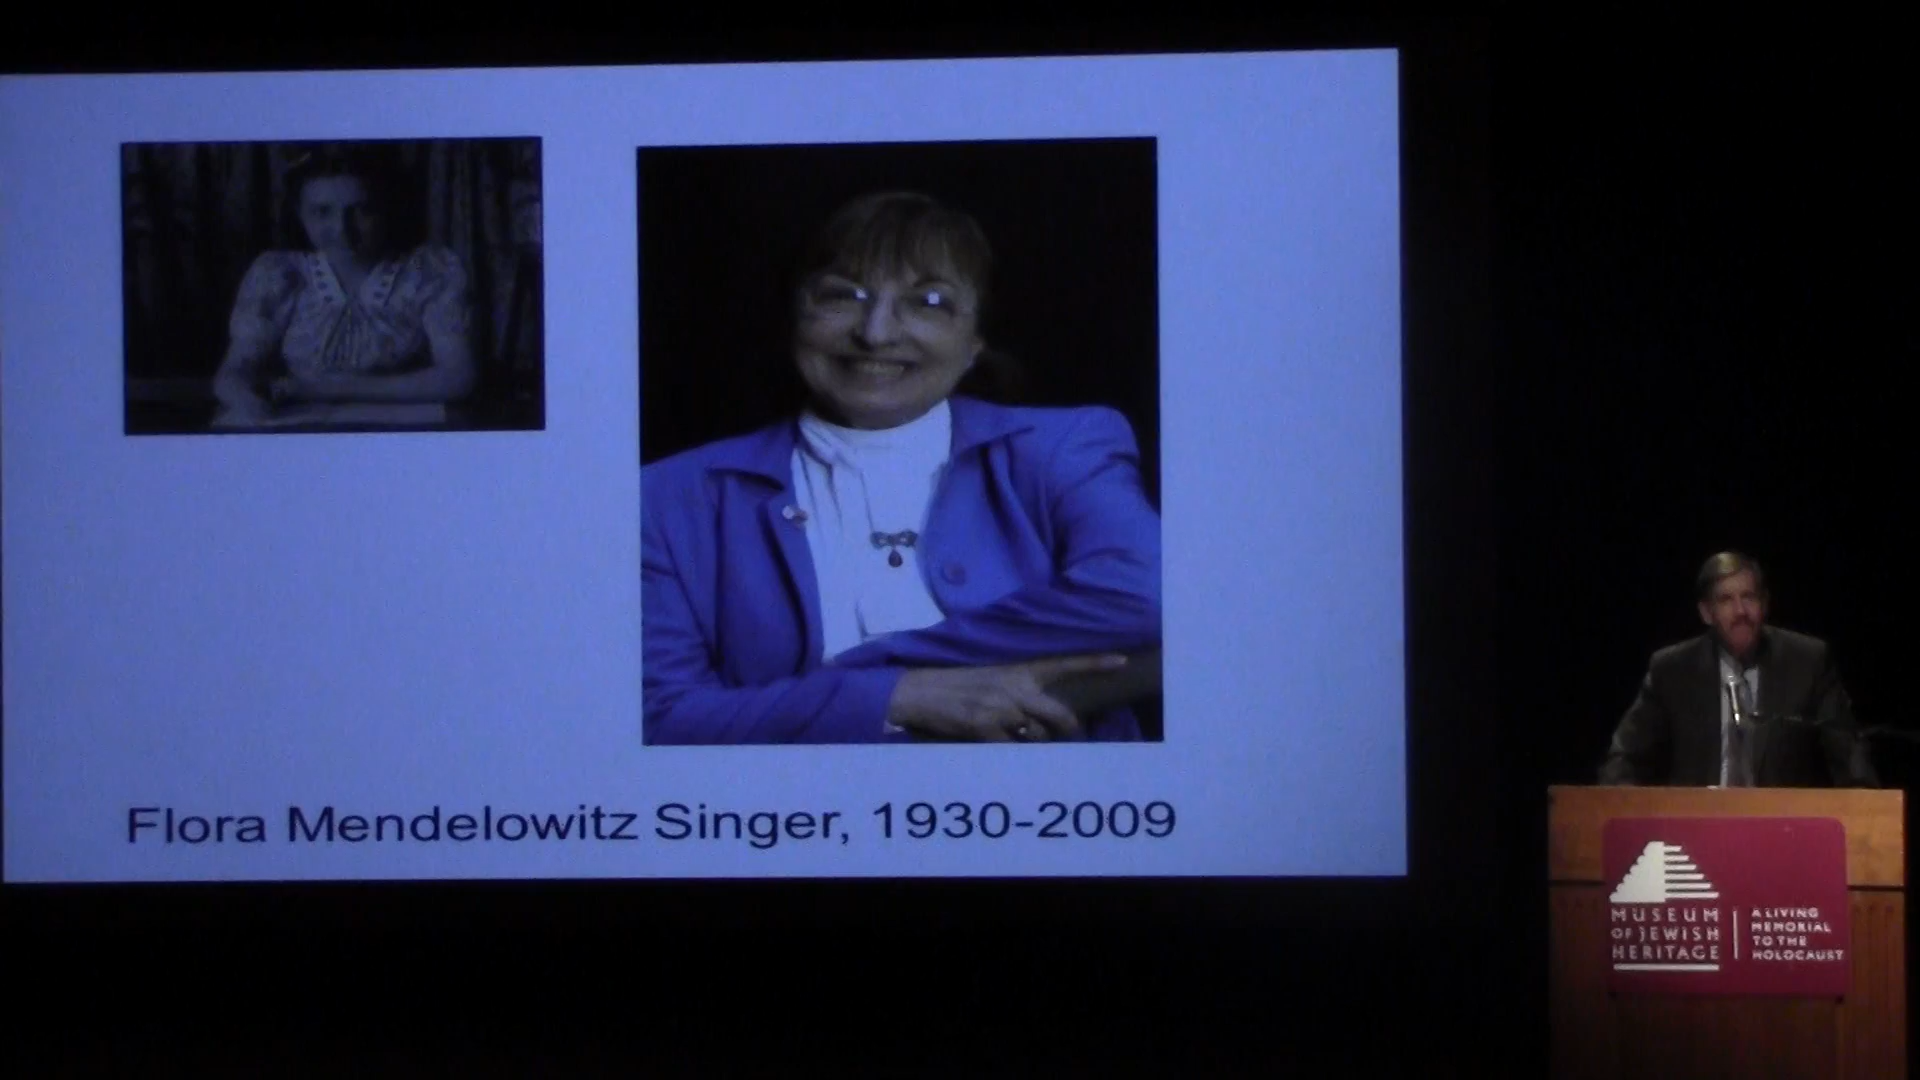 Flora Mendelowitz Singer, 1930-2009
MUSEUM
OF JEWISH
HERITAGE
A LIVING
MEMORIAL
TO THE
HOLOCAUST